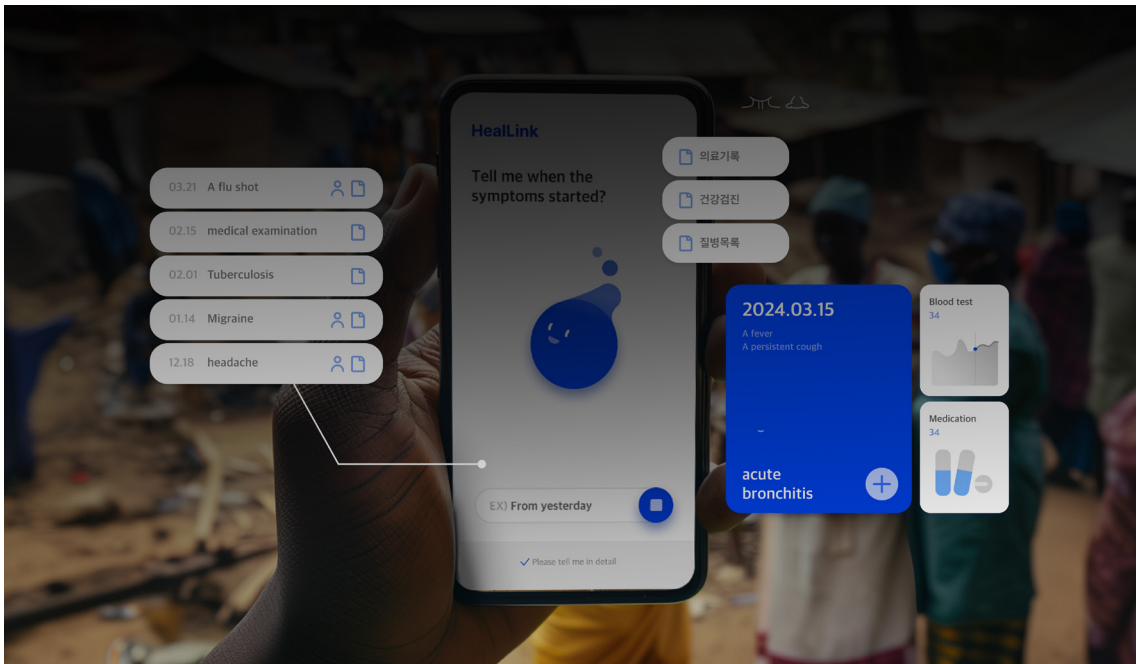 HealLink
Tell me when the
symptoms started?
03.21 A flu shot
02.15 medical examination
02.01 Tuberculosis
01.14 Migraine
12.18 headache
의료기록
건강검진
질병목록
2024.03.15
A fever
A persistent cough
acute
bronchitis
Blood test
34
Medication
34
EX) From yesterday
Please tell me in detail